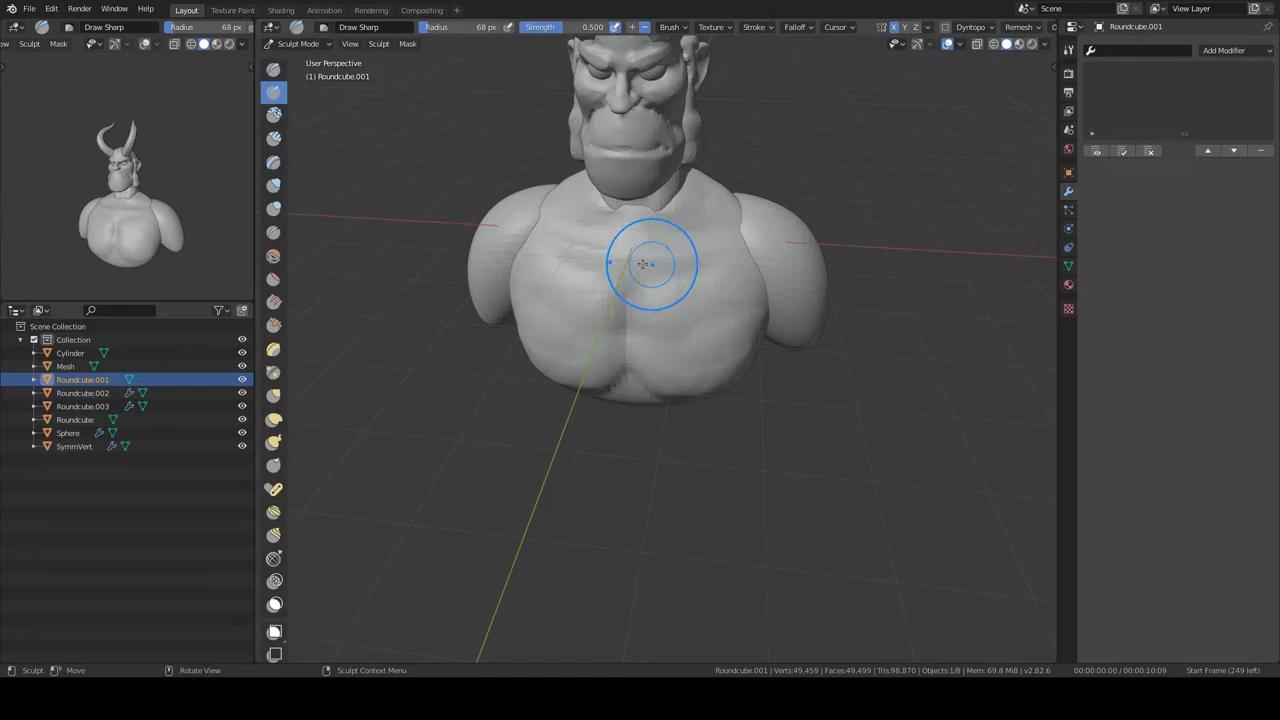 File Edit Render Window Help Layout Texture Paint Shading Animation Rendering Compositing + Scene View Layer
Draw Sharp Radius 68 px Draw Sharp Radius 68 px Strength 0.500 Brush Texture Stroke Falloff Cursor X Y Z Dyntopo Remesh Roundcube.001
Sculpt Mask Sculpt Mode View Sculpt Mask Add Modifier
User Perspective
(1) Roundcube.001
Scene Collection
Collection
Cylinder
Mesh
Roundcube.001
Roundcube.002
Roundcube.003
Roundcube
Sphere
SymmVert
Sculpt Move Rotate View Sculpt Context Menu Roundcube.001 | Verts:49,459 | Faces:49,499 | Tris:98,870 | Objects:1/8 | Mem: 69.8 MiB | v2.82.6 00:00:00:00 / 00:00:10:09 Start Frame (249 left)